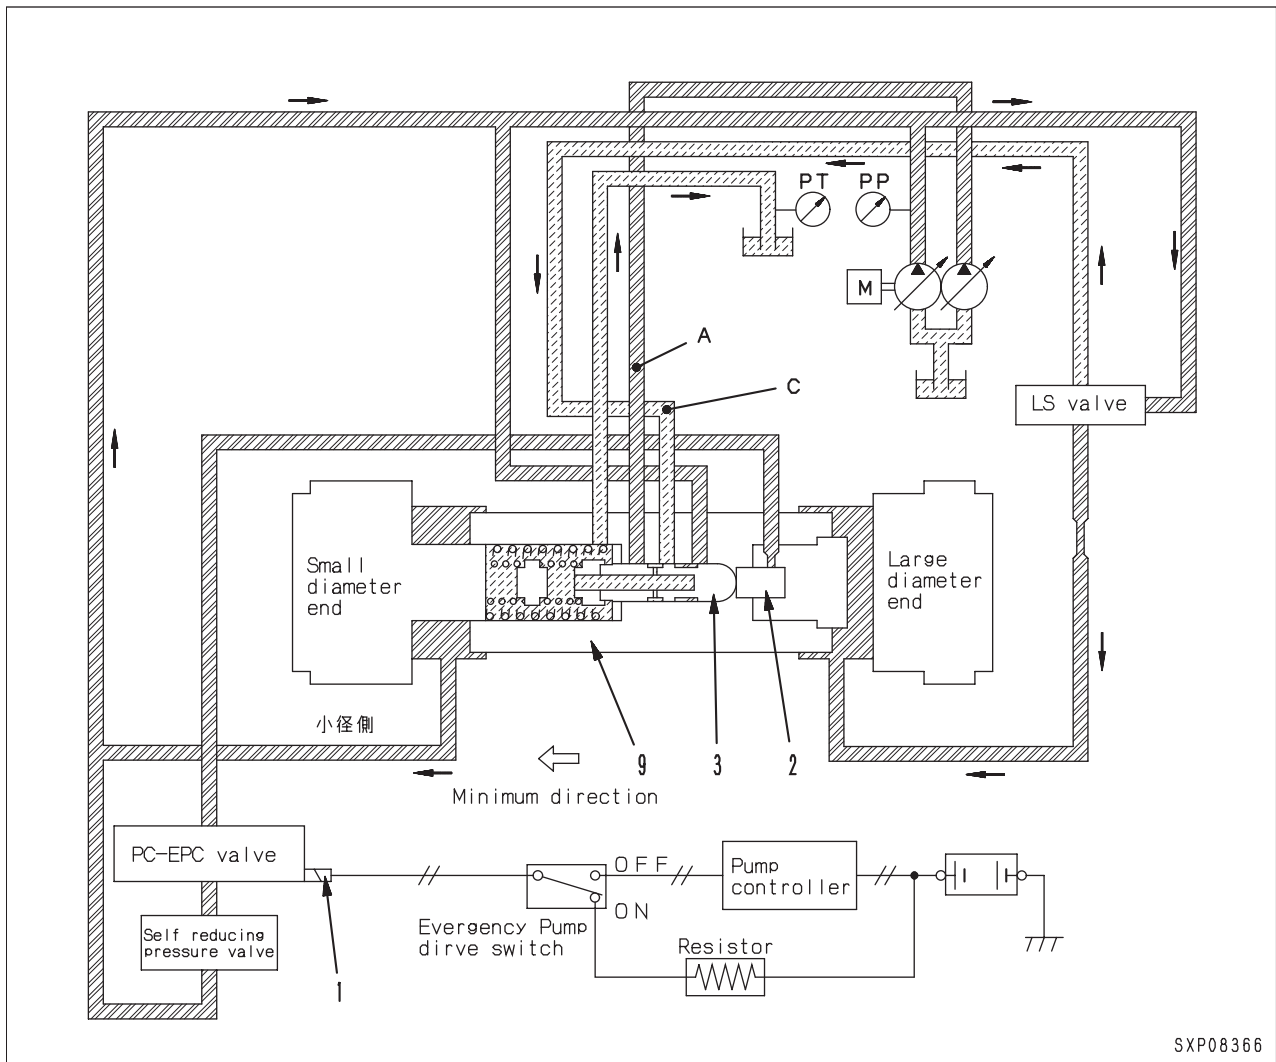 PT
PP
M
A
C
LS valve
Small
diameter
end
Large
diameter
end
小径側
9
3
2
Minimum direction
PC-EPC valve
OFF
ON
Pump
controller
Evergency Pump
dirve switch
Self reducing
pressure valve
Resistor
1
SXP08366